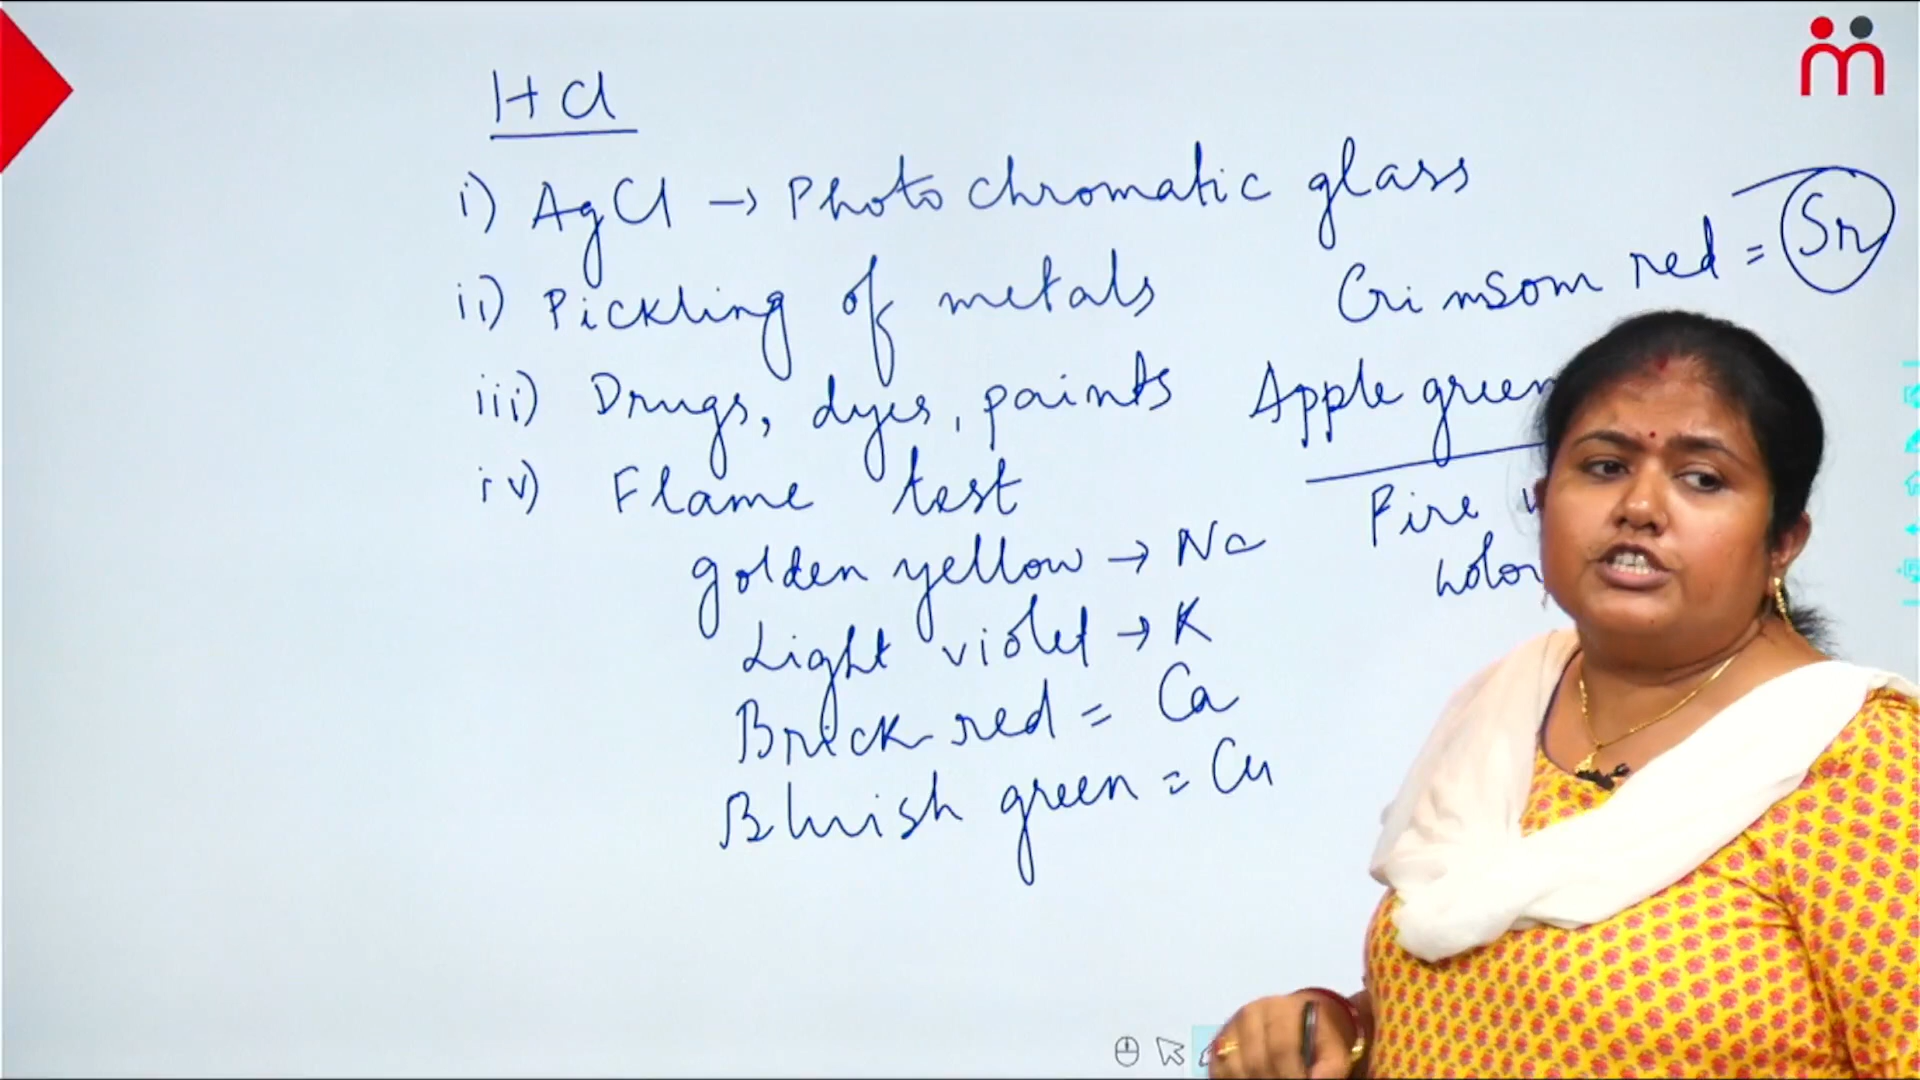 HCl
i) AgCl → Photochromatic glass
ii) Pickling of metals
iii) Drugs, dyes, paints
iv) Flame test
golden yellow → Na
Light violet → K
Brick red = Ca
Bluish green = Cu
Crimsom red = Sr
Apple green
Fire